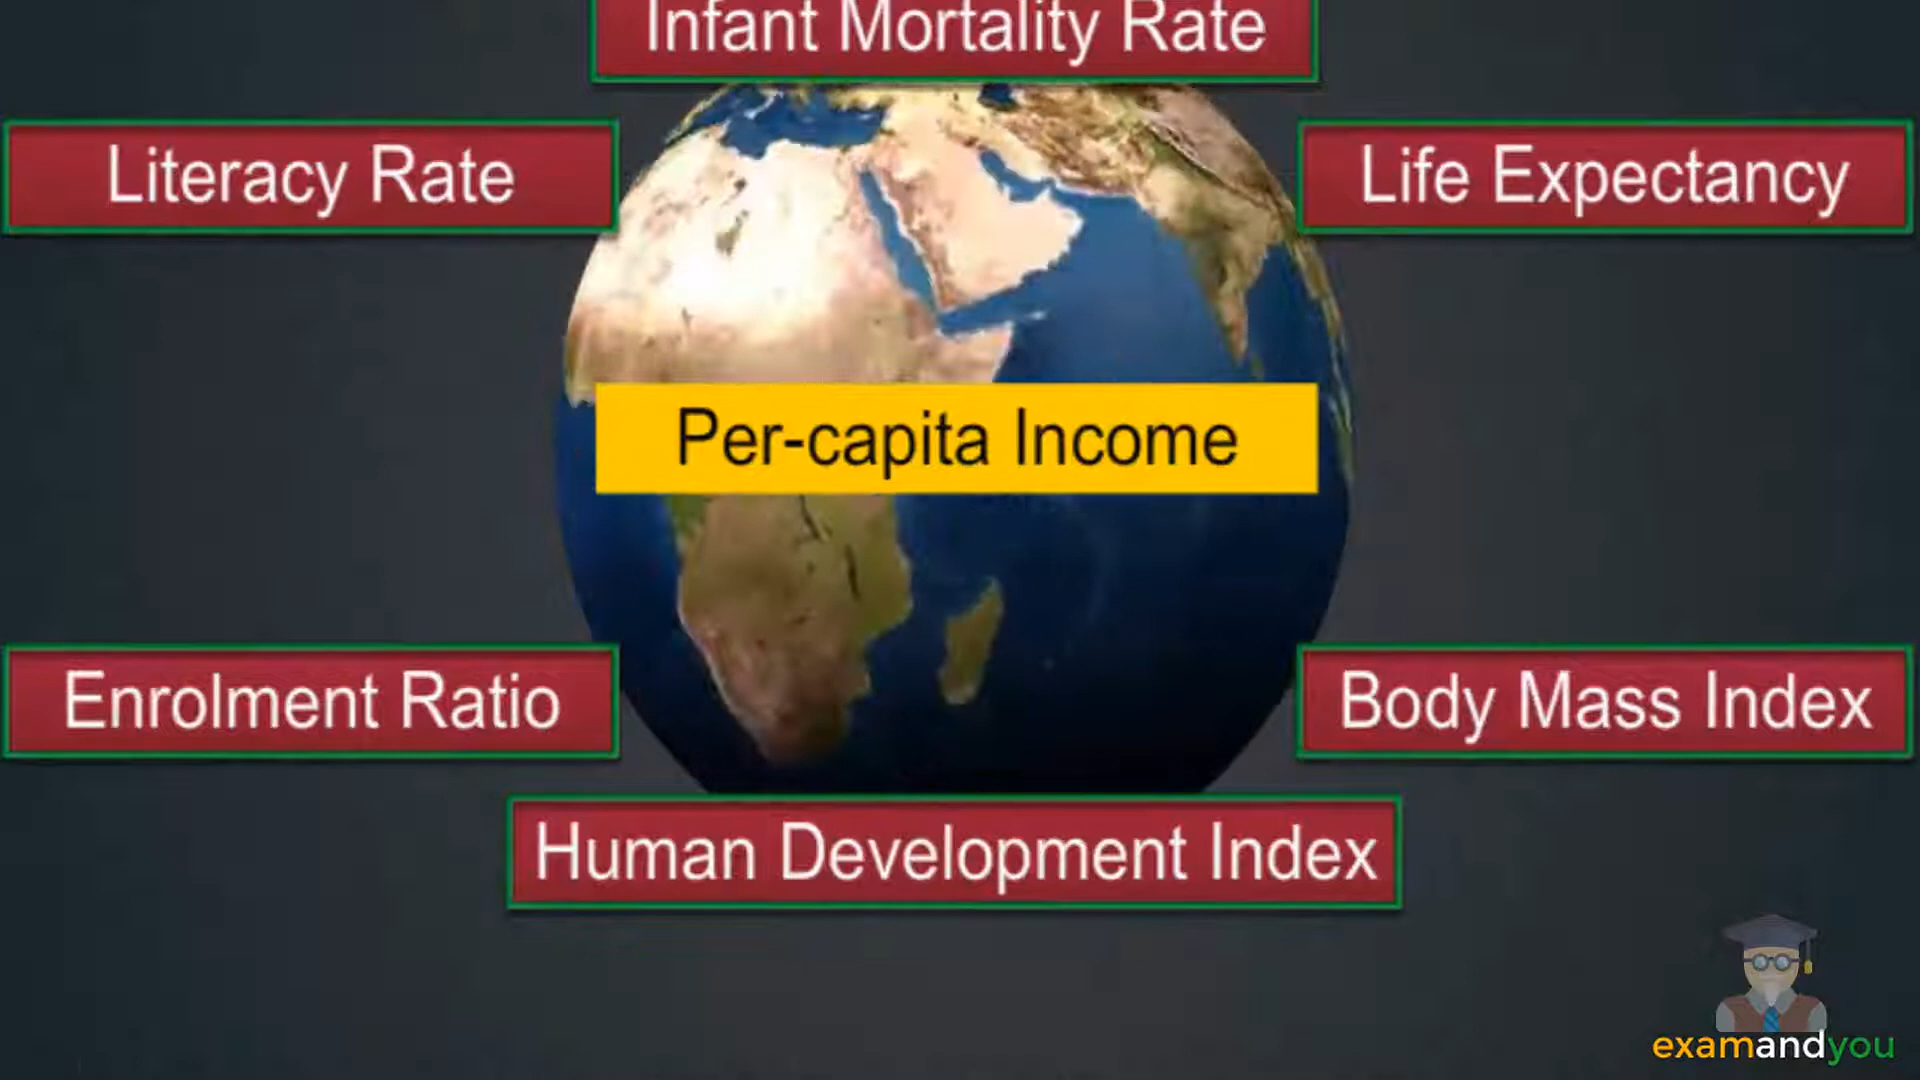 Infant Mortality Rate
Literacy Rate
Life Expectancy
Per-capita Income
Enrolment Ratio
Body Mass Index
Human Development Index
examandyou